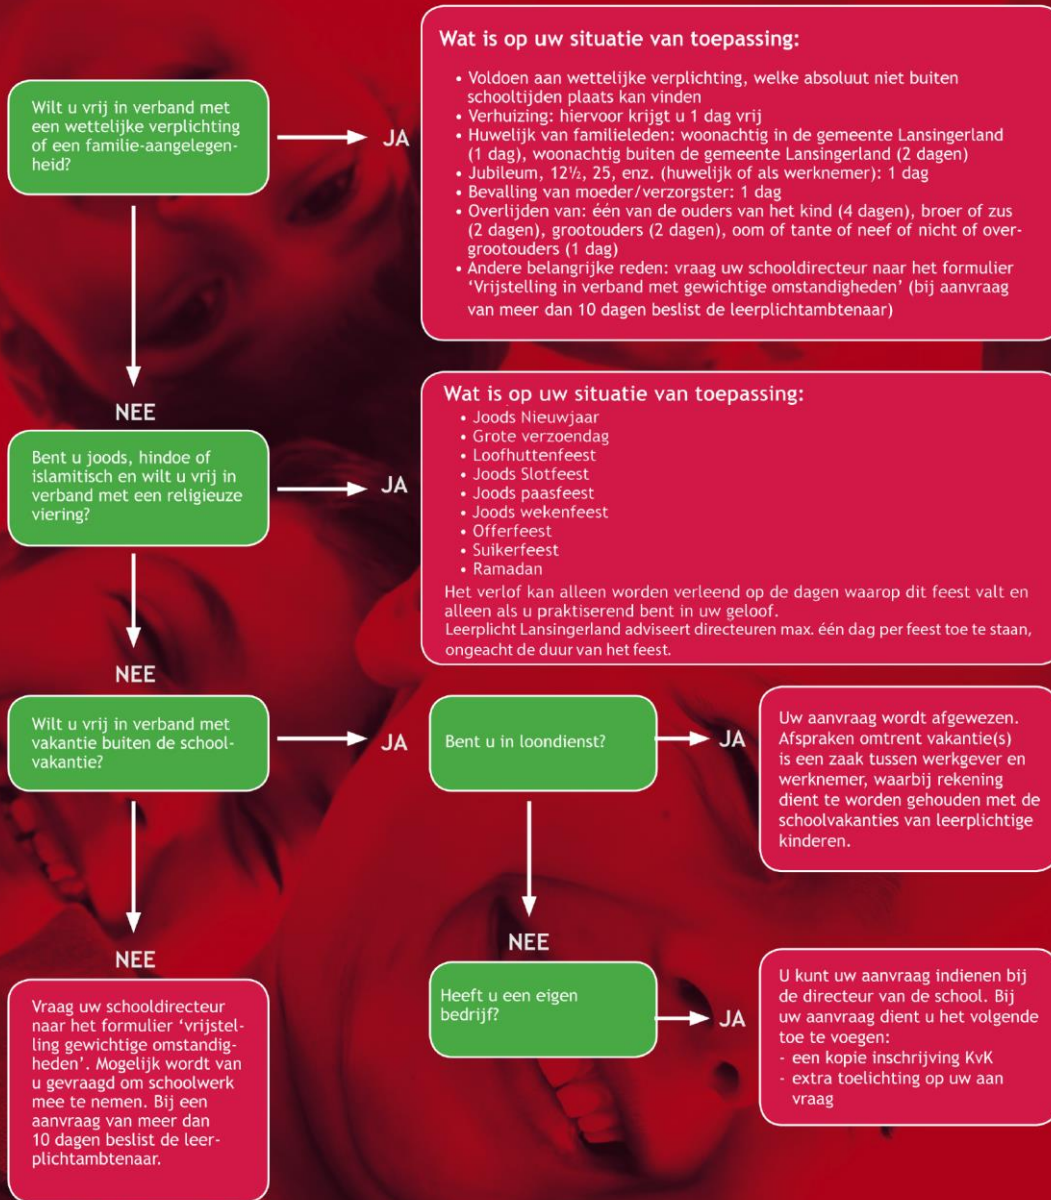 Wilt u vrij in verband met
een wettelijke verplichting
of een familie-aangelegen-
heid?
JA
Wat is op uw situatie van toepassing:
• Voldoen aan wettelijke verplichting, welke absoluut niet buiten
schooltijden plaats kan vinden
• Verhuizing: hiervoor krijgt u 1 dag vrij
• Huwelijk van familieleden: woonachtig in de gemeente Lansingerland
(1 dag), woonachtig buiten de gemeente Lansingerland (2 dagen)
• Jubileum, 12½, 25, enz. (huwelijk of als werknemer): 1 dag
• Bevalling van moeder/verzorgster: 1 dag
• Overlijden van: één van de ouders van het kind (4 dagen), broer of zus
(2 dagen), grootouders (2 dagen), oom of tante of neef of nicht of over-
grootouders (1 dag)
• Andere belangrijke reden: vraag uw schooldirecteur naar het formulier
‘Vrijstelling in verband met gewichtige omstandigheden’ (bij aanvraag
van meer dan 10 dagen beslist de leerplichtambtenaar)
NEE
Bent u joods, hindoe of
islamitisch en wilt u vrij in
verband met een religieuze
viering?
JA
Wat is op uw situatie van toepassing:
• Joods Nieuwjaar
• Grote verzoendag
• Loofhuttenfeest
• Joods Slotfeest
• Joods paasfeest
• Joods wekenfeest
• Offerfeest
• Suikerfeest
• Ramadan
Het verlof kan alleen worden verleend op de dagen waarop dit feest valt en
alleen als u praktiserend bent in uw geloof.
Leerplicht Lansingerland adviseert directeuren max. één dag per feest toe te staan,
ongeacht de duur van het feest.
NEE
Wilt u vrij in verband met
vakantie buiten de school-
vakantie?
JA
Bent u in loondienst?
JA
Uw aanvraag wordt afgewezen.
Afspraken omtrent vakantie(s)
is een zaak tussen werkgever en
werknemer, waarbij rekening
dient te worden gehouden met de
schoolvakanties van leerplichtige
kinderen.
NEE
Vraag uw schooldirecteur
naar het formulier ‘vrijstel-
ling gewichtige omstandig-
heden’. Mogelijk wordt van
u gevraagd om schoolwerk
mee te nemen. Bij een
aanvraag van meer dan
10 dagen beslist de leer-
plichtambtenaar.
NEE
Heeft u een eigen
bedrijf?
JA
U kunt uw aanvraag indienen bij
de directeur van de school. Bij
uw aanvraag dient u het volgende
toe te voegen:
- een kopie inschrijving KvK
- extra toelichting op uw aan
vraag